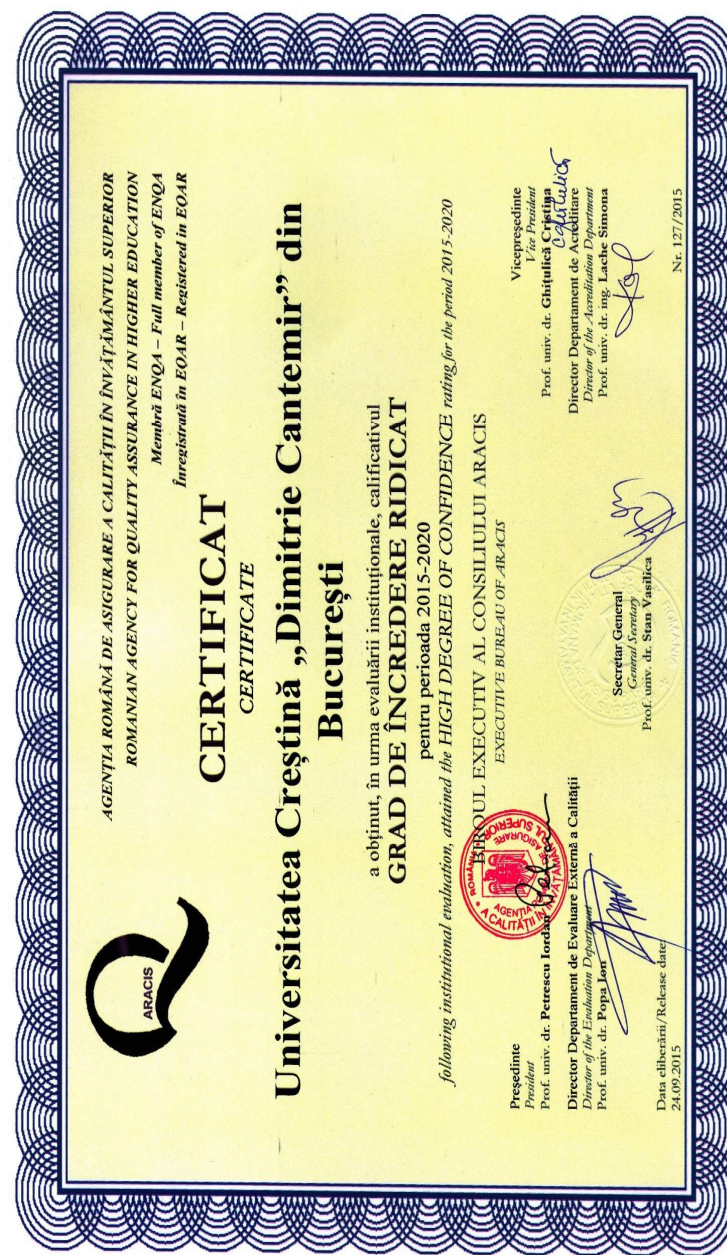 ARACIS
AGENȚIA ROMÂNĂ DE ASIGURARE A CALITĂȚII ÎN ÎNVĂȚĂMÂNTUL SUPERIOR
ROMANIAN AGENCY FOR QUALITY ASSURANCE IN HIGHER EDUCATION
Membră ENQA – Full member of ENQA
Înregistrată în EQAR – Registered in EQAR
CERTIFICAT
CERTIFICATE
Universitatea Creștină „Dimitrie Cantemir” din
București
a obținut, în urma evaluării instituționale, calificativul
GRAD DE ÎNCREDERE RIDICAT
pentru perioada 2015-2020
following institutional evaluation, attained the HIGH DEGREE OF CONFIDENCE rating for the period 2015-2020
BIROUL EXECUTIV AL CONSILIULUI ARACIS
EXECUTIVE BUREAU OF ARACIS
Președinte
President
Prof. univ. dr. Petrescu Iordan
Director Departament de Evaluare Externă a Calității
Director of the Evaluation Department
Prof. univ. dr. Popa Ion
Data eliberării/Release date:
24.09.2015
Secretar General
General Secretary
Prof. univ. dr. Stan Vasilica
Vicepreședinte
Vice President
Prof. univ. dr. Ghițulică Cristina
Director Departament de Acreditare
Director of the Accreditation Department
Prof. univ. dr. ing. Lache Simona
Nr. 127/2015
ROMÂNIA
AGENȚIA
ASIGURARE
A CALITĂȚII ÎN